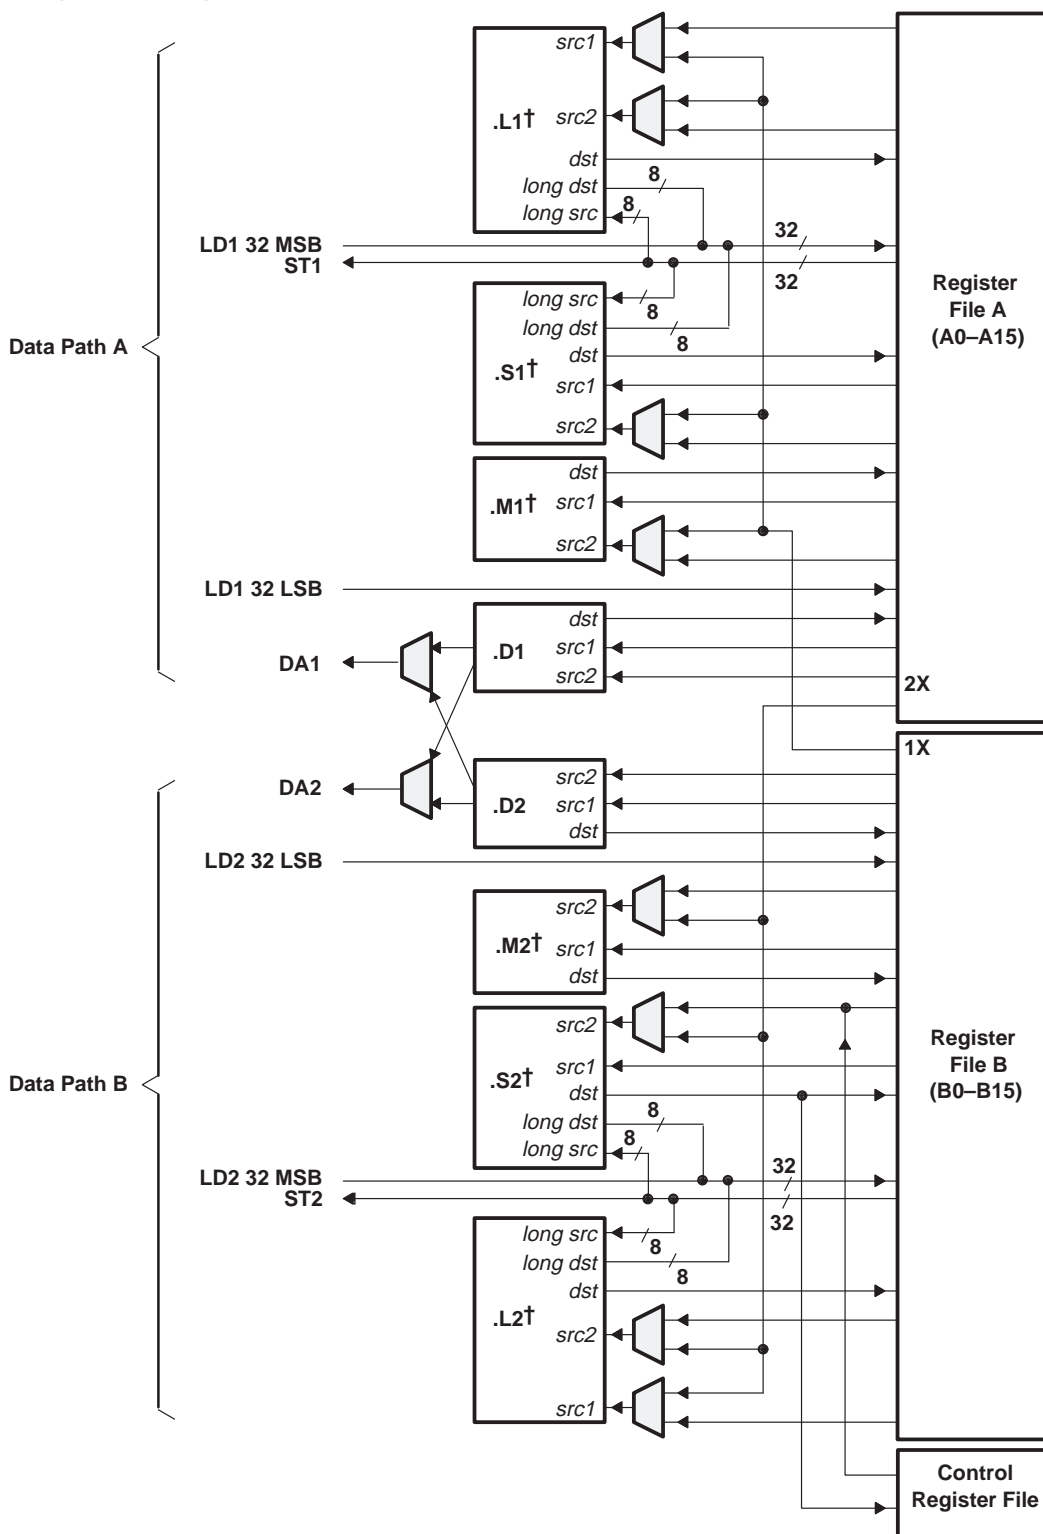 src1
.L1†
src2
dst
8
long dst
8
long src
LD1 32 MSB
32
ST1
32
Register
File A
(A0–A15)
long src
8
long dst
8
Data Path A
dst
.S1†
src1
src2
dst
.M1†
src1
src2
LD1 32 LSB
dst
.D1
src1
DA1
src2
2X
1X
DA2
src2
.D2
src1
dst
LD2 32 LSB
src2
.M2†
src1
dst
src2
Register
File B
(B0–B15)
src1
.S2†
Data Path B
dst
8
long dst
8
long src
LD2 32 MSB
32
ST2
32
long src
8
long dst
8
dst
.L2†
src2
src1
Control
Register File